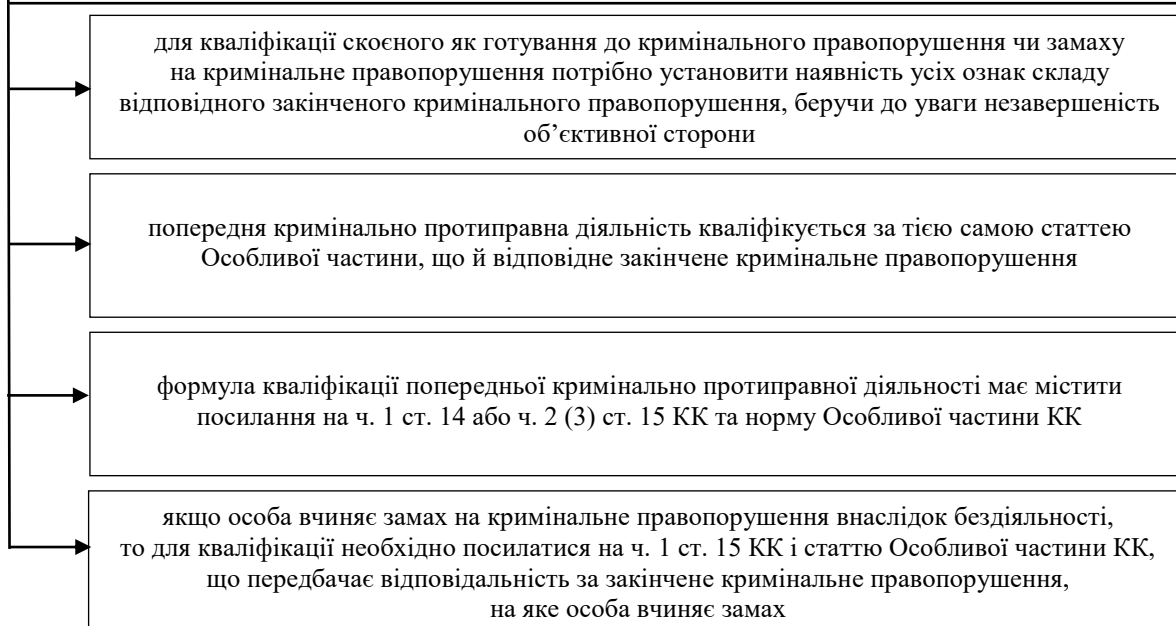 для кваліфікації скоєного як готування до кримінального правопорушення чи замаху
на кримінальне правопорушення потрібно установити наявність усіх ознак складу
відповідного закінченого кримінального правопорушення, беручи до уваги незавершеність
об’єктивної сторони
попередня кримінально протиправна діяльність кваліфікується за тією самою статтею
Особливої частини, що й відповідне закінчене кримінальне правопорушення
формула кваліфікації попередньої кримінально протиправної діяльності має містити
посилання на ч. 1 ст. 14 або ч. 2 (3) ст. 15 КК та норму Особливої частини КК
якщо особа вчиняє замах на кримінальне правопорушення внаслідок бездіяльності,
то для кваліфікації необхідно посилатися на ч. 1 ст. 15 КК і статтю Особливої частини КК,
що передбачає відповідальність за закінчене кримінальне правопорушення,
на яке особа вчиняє замах